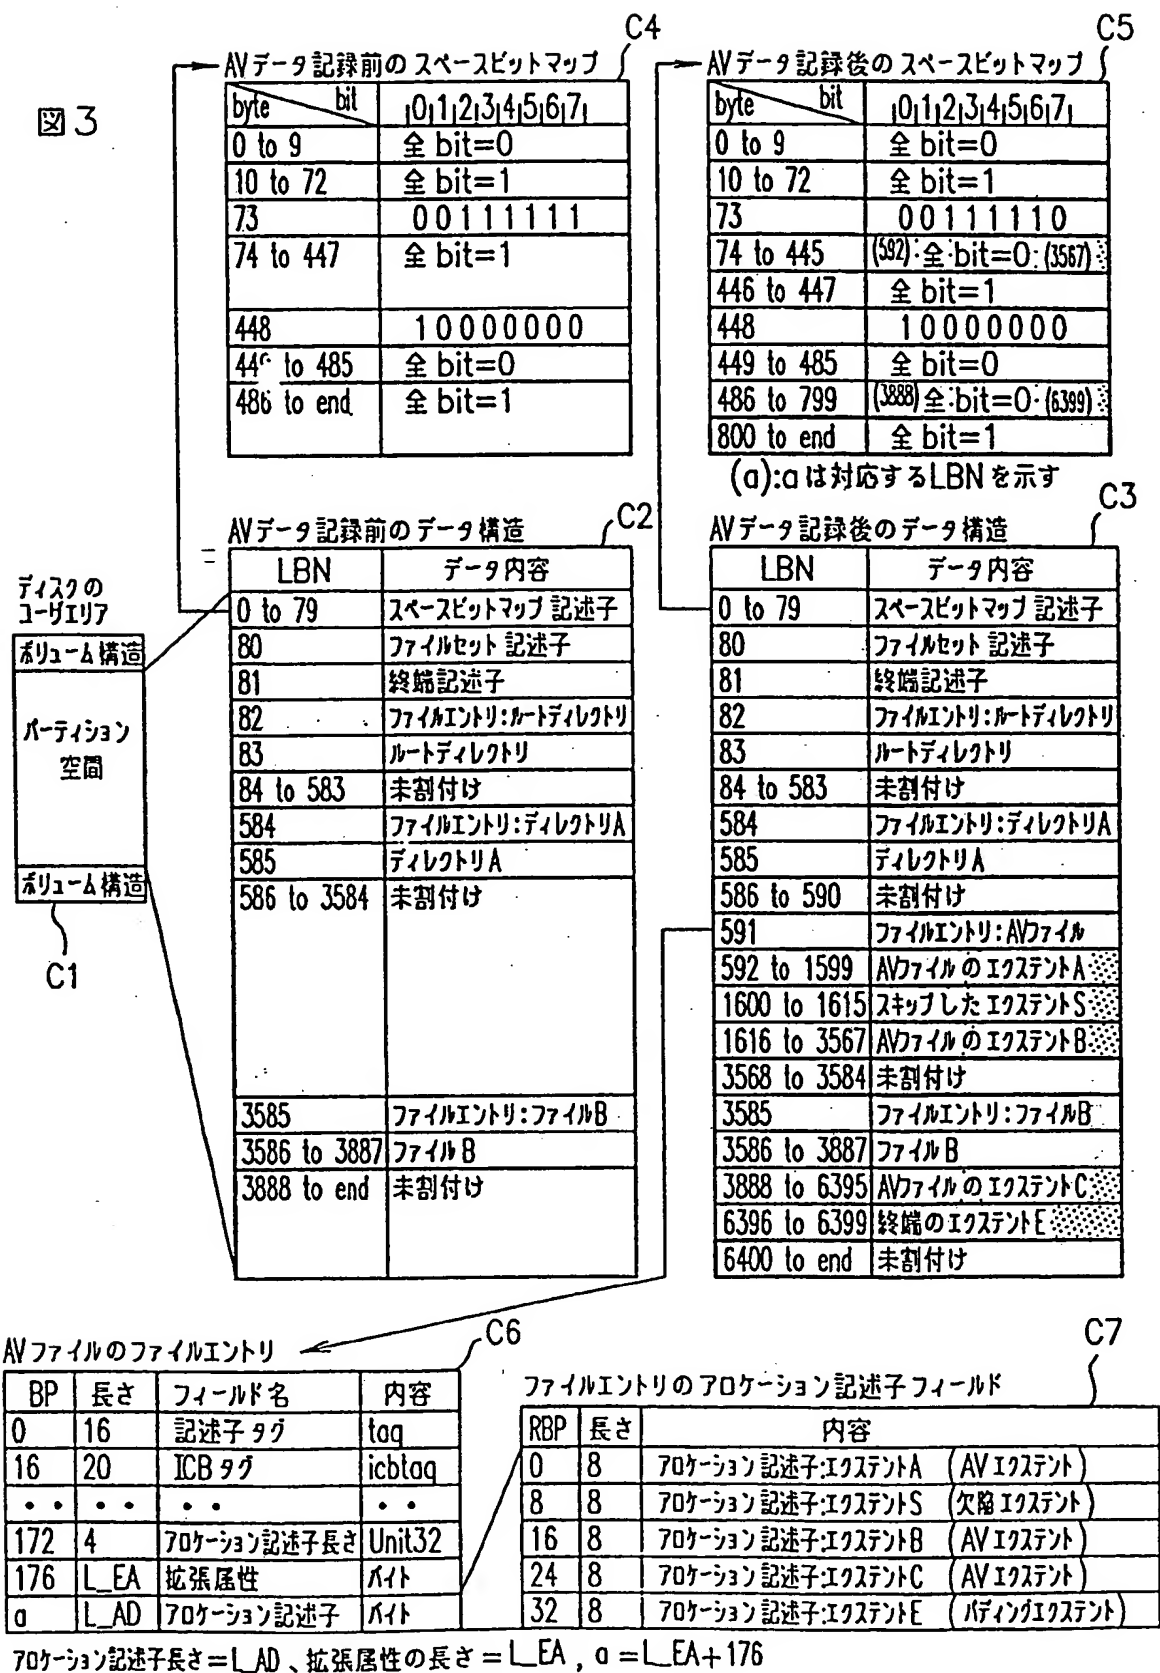 図3
C4
AVデータ記録前のスペースビットマップ
byte bit |0|1|2|3|4|5|6|7|
0 to 9 全bit=0
10 to 72 全bit=1
73 00111111
74 to 447 全bit=1
448 10000000
449 to 485 全bit=0
486 to end 全bit=1
C5
AVデータ記録後のスペースビットマップ
byte bit |0|1|2|3|4|5|6|7|
0 to 9 全bit=0
10 to 72 全bit=1
73 00111110
74 to 445 (592)全bit=0(3567)
446 to 447 全bit=1
448 10000000
449 to 485 全bit=0
486 to 799 (3888)全bit=0(6399)
800 to end 全bit=1
(a):aは対応するLBNを示す
ディスクの
ユーザエリア
ボリューム構造
パーティション
空間
ボリューム構造
C1
C2
AVデータ記録前のデータ構造
LBN データ内容
0 to 79 スペースビットマップ記述子
80 ファイルセット記述子
81 終端記述子
82 ファイルエントリ:ルートディレクトリ
83 ルートディレクトリ
84 to 583 未割付け
584 ファイルエントリ:ディレクトリA
585 ディレクトリA
586 to 3584 未割付け
3585 ファイルエントリ:ファイルB
3586 to 3887 ファイルB
3888 to end 未割付け
C3
AVデータ記録後のデータ構造
LBN データ内容
0 to 79 スペースビットマップ記述子
80 ファイルセット記述子
81 終端記述子
82 ファイルエントリ:ルートディレクトリ
83 ルートディレクトリ
84 to 583 未割付け
584 ファイルエントリ:ディレクトリA
585 ディレクトリA
586 to 590 未割付け
591 ファイルエントリ:AVファイル
592 to 1599 AVファイルのエクステントA
1600 to 1615 スキップしたエクステントS
1616 to 3567 AVファイルのエクステントB
3568 to 3584 未割付け
3585 ファイルエントリ:ファイルB
3586 to 3887 ファイルB
3888 to 6395 AVファイルのエクステントC
6396 to 6399 終端のエクステントE
6400 to end 未割付け
C6
AVファイルのファイルエントリ
BP 長さ フィールド名 内容
0 16 記述子タグ tag
16 20 ICBタグ icbtag
・・ ・・ ・・ ・・
172 4 アロケーション記述子長さ Unit32
176 L_EA 拡張属性 バイト
a L_AD アロケーション記述子 バイト
C7
ファイルエントリのアロケーション記述子フィールド
RBP 長さ 内容
0 8 アロケーション記述子:エクステントA (AVエクステント)
8 8 アロケーション記述子:エクステントS (欠陥エクステント)
16 8 アロケーション記述子:エクステントB (AVエクステント)
24 8 アロケーション記述子:エクステントC (AVエクステント)
32 8 アロケーション記述子:エクステントE (パディングエクステント)
アロケーション記述子長さ=L_AD、拡張属性の長さ=L_EA, a=L_EA+176